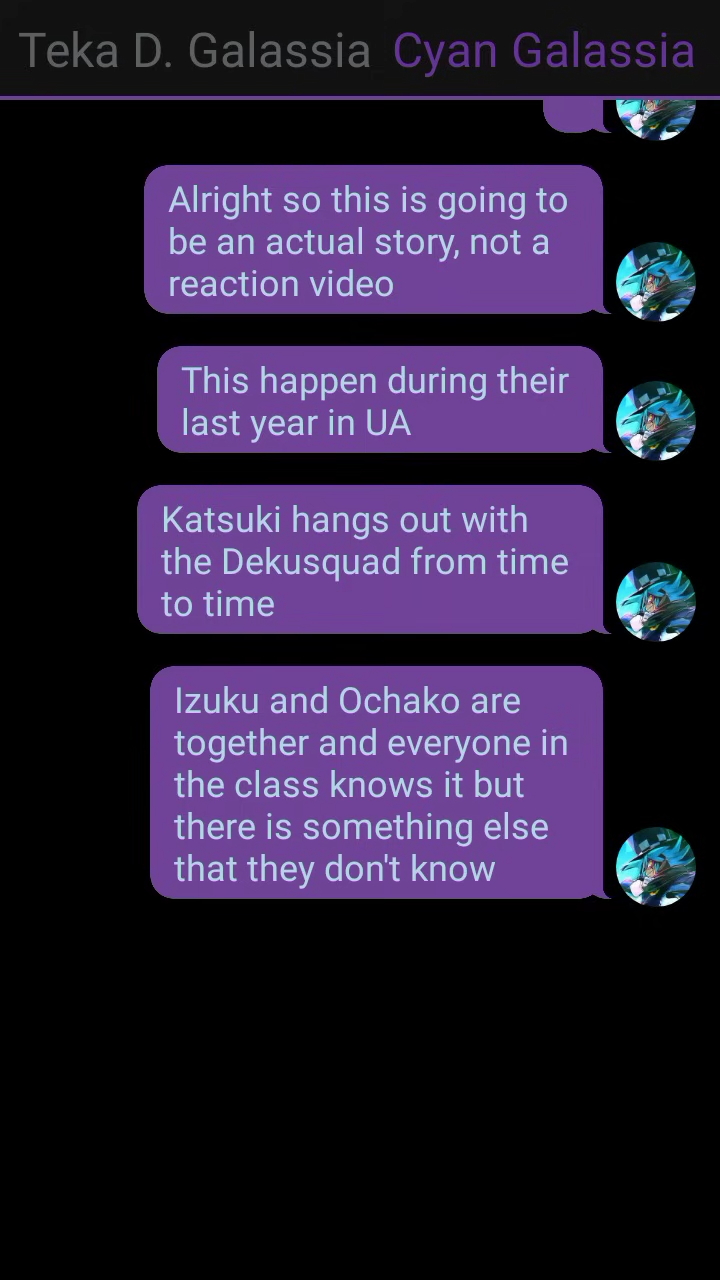 Teka D. Galassia Cyan Galassia
Alright so this is going to
be an actual story, not a
reaction video
This happen during their
last year in UA
Katsuki hangs out with
the Dekusquad from time
to time
Izuku and Ochako are
together and everyone in
the class knows it but
there is something else
that they don't know